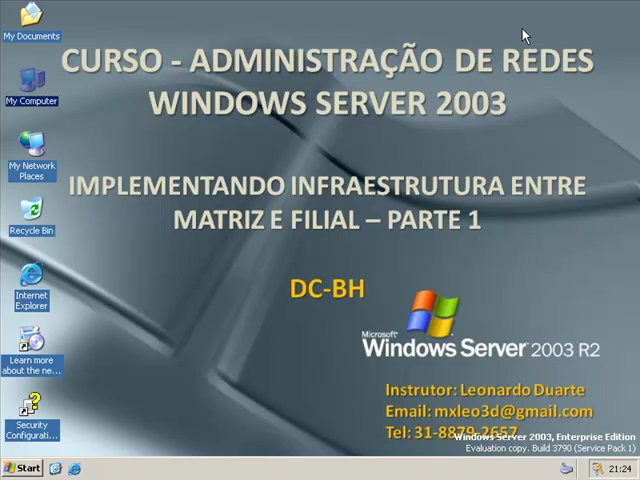 My Documents
CURSO - ADMINISTRAÇÃO DE REDES
WINDOWS SERVER 2003
My Computer
My Network
Places
IMPLEMENTANDO INFRAESTRUTURA ENTRE
MATRIZ E FILIAL – PARTE 1
Recycle Bin
DC-BH
Internet
Explorer
Microsoft
Windows Server 2003 R2
Learn more
about the ne...
Instrutor: Leonardo Duarte
Email: mxleo3d@gmail.com
Tel: 31-8879-2657
Security
Configurati...
Windows Server 2003, Enterprise Edition
Evaluation copy. Build 3790 (Service Pack 1)
Start
21:24